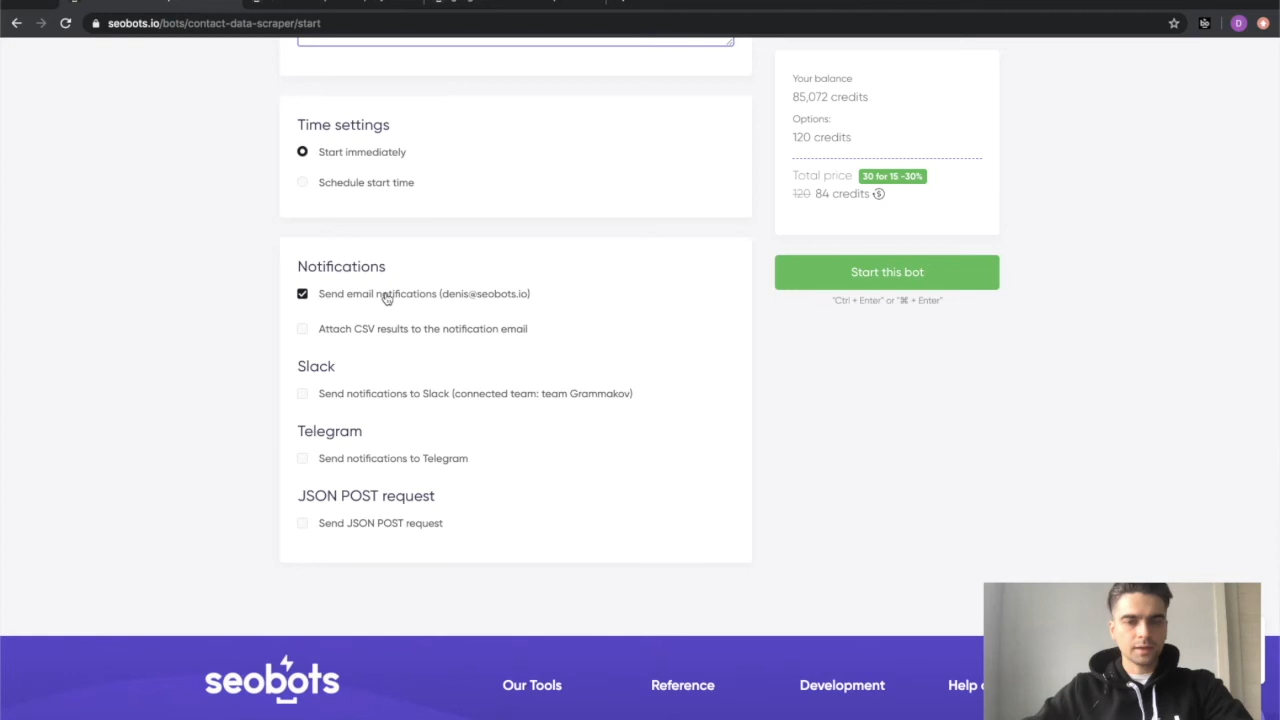 seobots.io/bots/contact-data-scraper/start
Time settings
Start immediately
Schedule start time
Notifications
Send email notifications (denis@seobots.io)
Attach CSV results to the notification email
Slack
Send notifications to Slack (connected team: team Grammakov)
Telegram
Send notifications to Telegram
JSON POST request
Send JSON POST request
Your balance
85,072 credits
Options:
120 credits
Total price 30 for 15 -30%
120 84 credits
Start this bot
"Ctrl + Enter" or "⌘ + Enter"
seobots
Our Tools
Reference
Development
Help
D